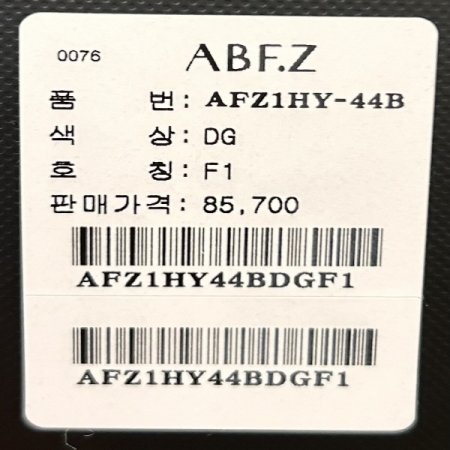 0076 ABF.Z
품 번: AFZ1HY-44B
색 상: DG
호 칭: F1
판매가격: 85,700
AFZ1HY44BDGF1
AFZ1HY44BDGF1